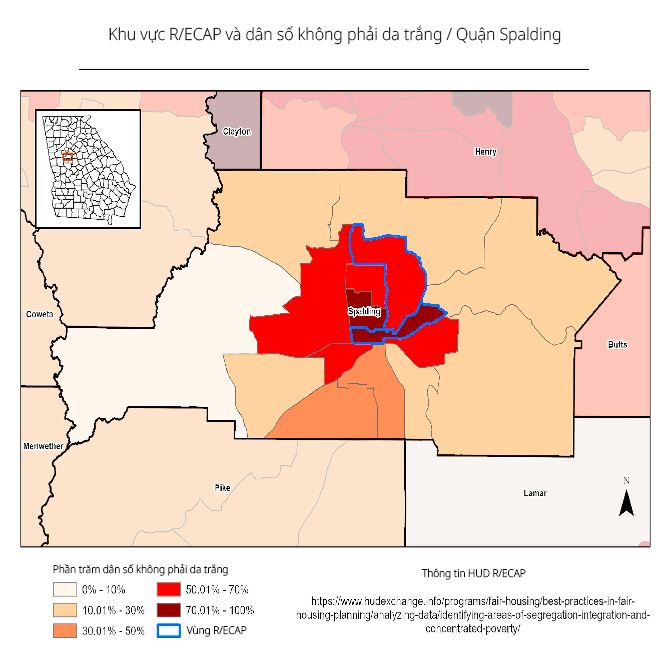 Khu vực R/ECAP và dân số không phải da trắng / Quận Spalding
Clayton
Henry
Spalding
Coweta
Butts
Meriwether
Pike
Lamar
N
Phần trăm dân số không phải da trắng
0% - 10%
10.01% - 30%
30.01% - 50%
50.01% - 70%
70.01% - 100%
Vùng R/ECAP
Thông tin HUD R/ECAP
https://www.hudexchange.info/programs/fair-housing/best-practices-in-fair-
housing-planning/analyzing-data/identifying-areas-of-segregation-integration-and-
concentrated-poverty/